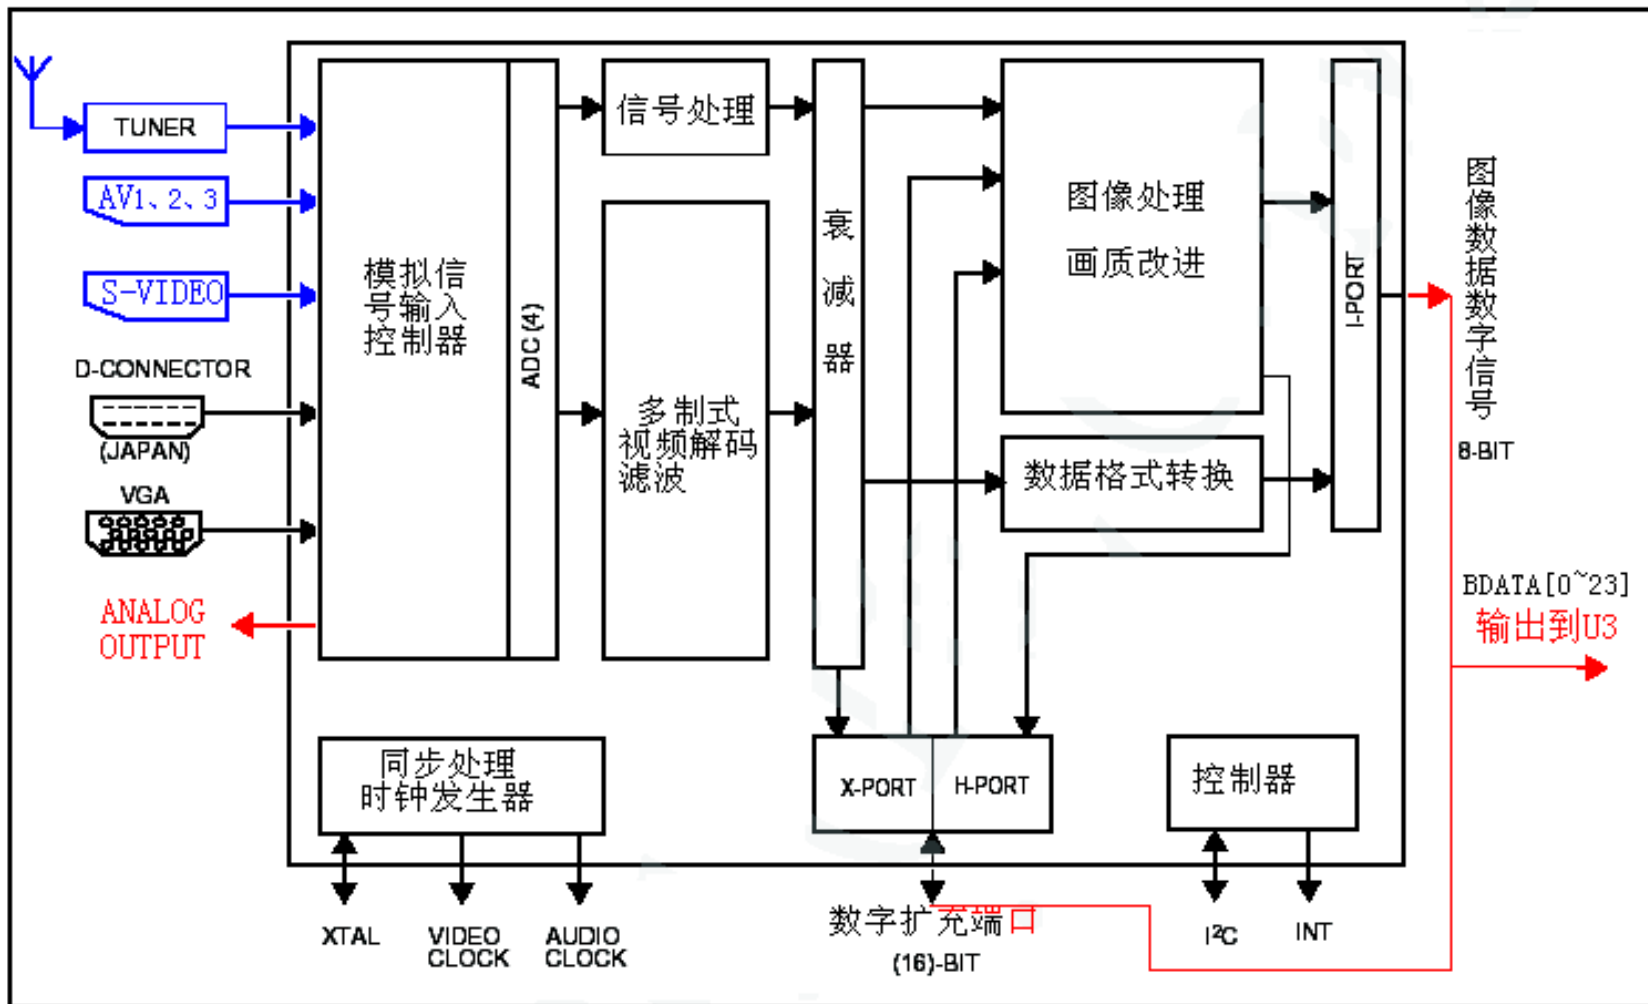 TUNER
AV1、2、3
S-VIDEO
D-CONNECTOR
(JAPAN)
VGA
ANALOG
OUTPUT
模拟信
号输入
控制器
ADC (4)
信号处理
多制式
视频解码
滤波
衰减器
图像处理
画质改进
数据格式转换
I-PORT
图像数据数字信号
8-BIT
BDATA[0~23]
输出到U3
同步处理
时钟发生器
X-PORT
H-PORT
控制器
XTAL
VIDEO
CLOCK
AUDIO
CLOCK
数字扩充端口
(16)-BIT
I²C
INT